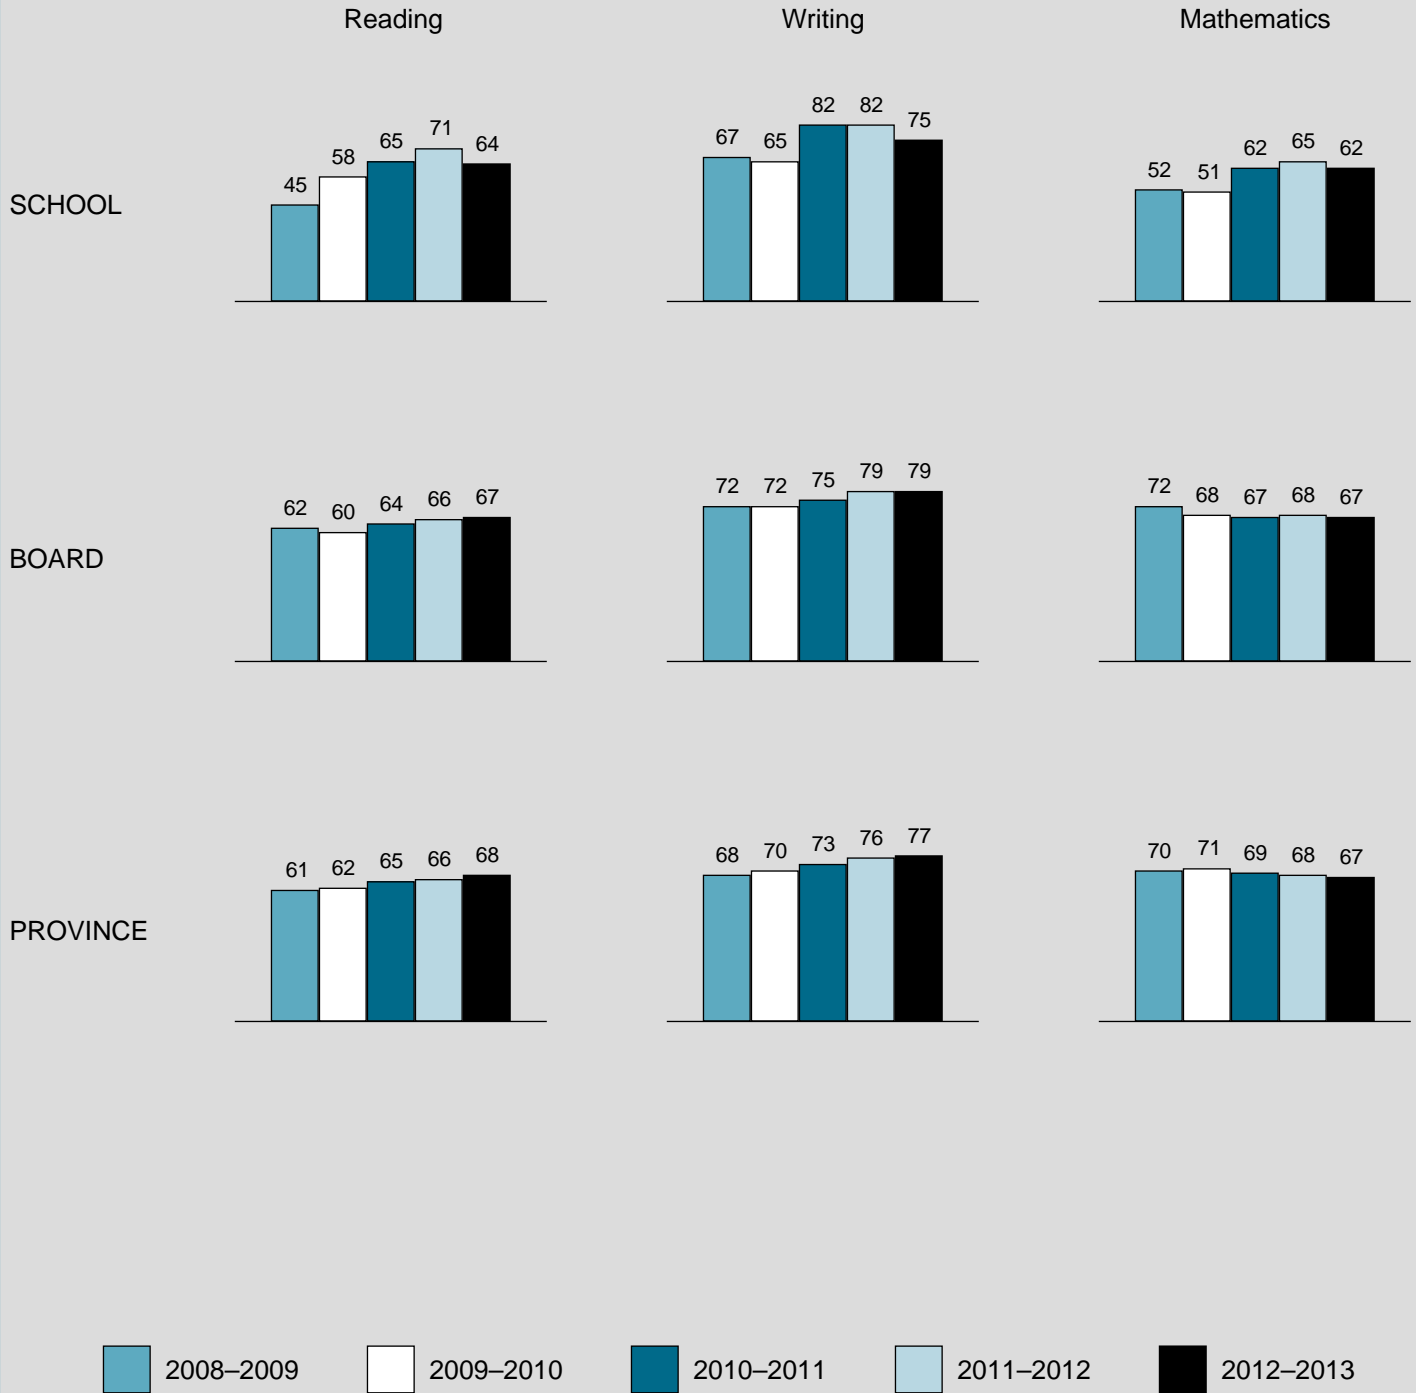 Reading Writing Mathematics
45 58 65 71 64 67 65 82 82 75 52 51 62 65 62
SCHOOL
62 60 64 66 67 72 72 75 79 79 72 68 67 68 67
BOARD
61 62 65 66 68 68 70 73 76 77 70 71 69 68 67
PROVINCE
2008–2009 2009–2010 2010–2011 2011–2012 2012–2013